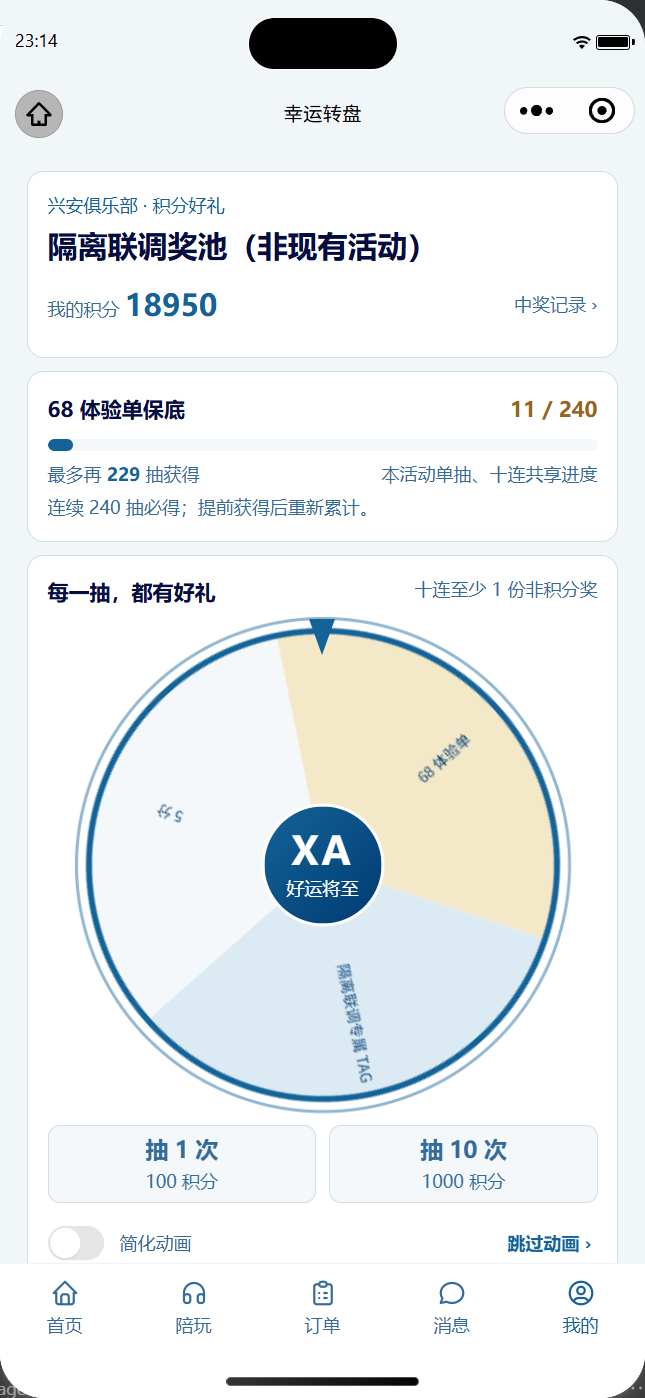 23:14
幸运转盘
兴安俱乐部 · 积分好礼
隔离联调奖池（非现有活动）
我的积分 18950
中奖记录 ›
68 体验单保底
11 / 240
最多再 229 抽获得
本活动单抽、十连共享进度
连续 240 抽必得；提前获得后重新累计。
每一抽，都有好礼
十连至少 1 份非积分奖
68 体验单
5 分
XA
好运将至
隔离联调专属 TAG
抽 1 次
100 积分
抽 10 次
1000 积分
简化动画
跳过动画 ›
首页
陪玩
订单
消息
我的